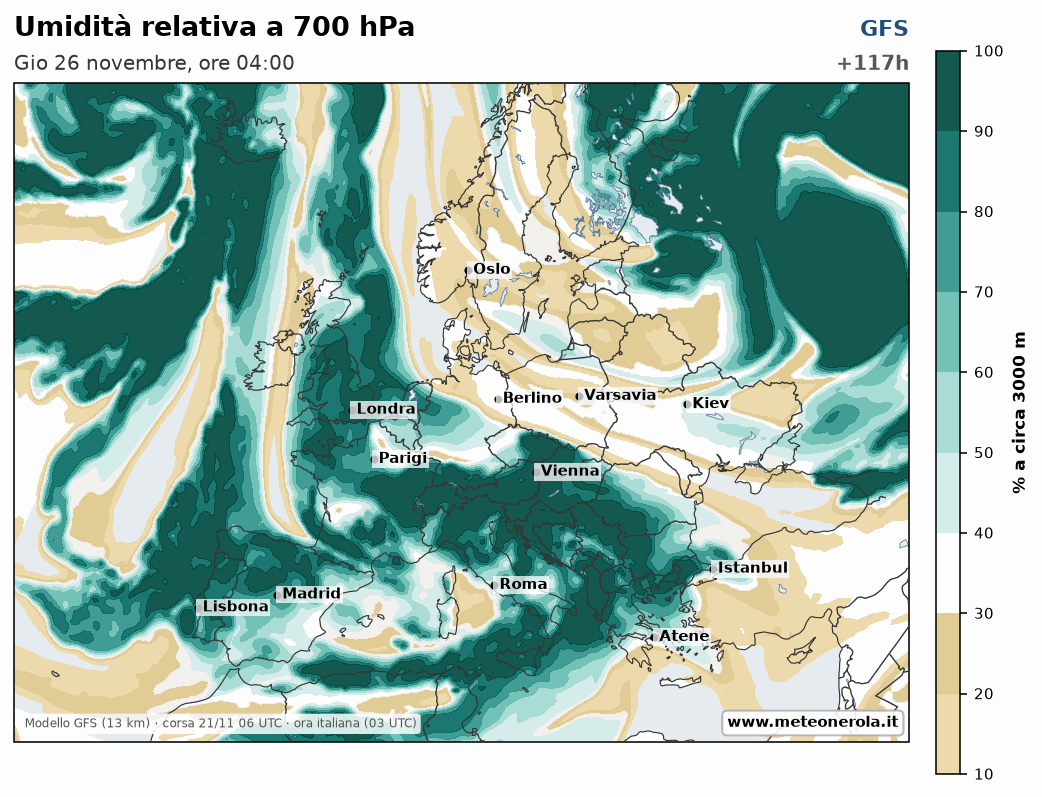 Umidità relativa a 700 hPa
GFS
Gio 26 novembre, ore 04:00
+117h
100
90
80
70
60
50
40
30
20
10
% a circa 3000 m
Oslo
Berlino
Varsavia
Kiev
Londra
Parigi
Vienna
Istanbul
Roma
Madrid
Lisbona
Atene
Modello GFS (13 km) · corsa 21/11 06 UTC · ora italiana (03 UTC)
www.meteonerola.it